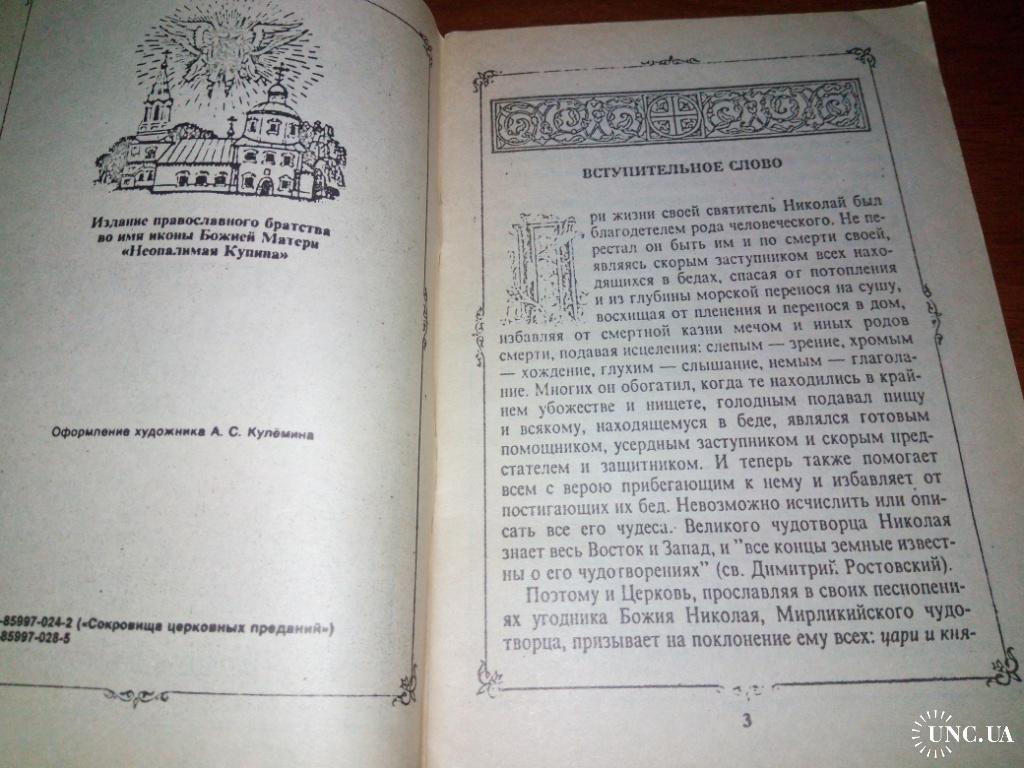 Издание православного братства
во имя иконы Божией Матери
«Неопалимая Купина»
Оформление художника А. С. Кулёмина
-85997-024-2 («Сокровища церковных преданий»)
-85997-028-5
ВСТУПИТЕЛЬНОЕ СЛОВО
При жизни своей святитель Николай был
благодетелем рода человеческого. Не пе-
рестал он быть им и по смерти своей,
являясь скорым заступником всех нахо-
дящихся в бедах, спасая от потопления
и из глубины морской перенося на сушу,
восхищая от пленения и перенося в дом,
избавляя от смертной казни мечом и иных родов
смерти, подавая исцеления: слепым — зрение, хромым
— хождение, глухим — слышание, немым — глагола-
ние. Многих он обогатил, когда те находились в край-
нем убожестве и нищете, голодным подавал пищу
и всякому, находящемуся в беде, являлся готовым
помощником, усердным заступником и скорым пред-
стателем и защитником. И теперь также помогает
всем с верою прибегающим к нему и избавляет от
постигающих их бед. Невозможно исчислить или опи-
сать все его чудеса. Великого чудотворца Николая
знает весь Восток и Запад, и "все концы земные извест-
ны о его чудотворениях" (св. Димитрий Ростовский).
Поэтому и Церковь, прославляя в своих песнопени-
ях угодника Божия Николая, Мирликийского чудо-
творца, призывает на поклонение ему всех: цари и кня-
3
UNC.UA